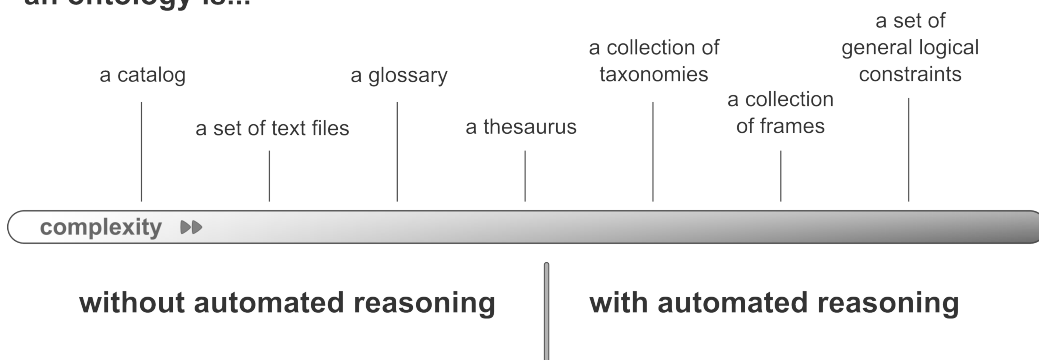 an ontology is...
a set of
general logical
constraints
a collection of
taxonomies
a catalog
a glossary
a collection
of frames
a set of text files
a thesaurus
complexity
without automated reasoning
with automated reasoning